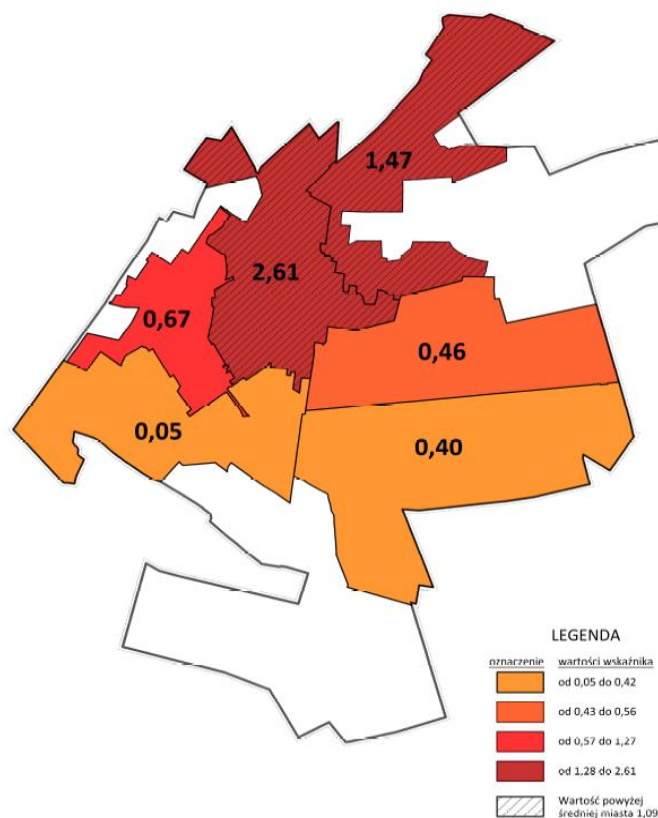 1,47
2,61
0,67
0,46
0,05
0,40
LEGENDA
oznaczenie wartości wskaźnika
od 0,05 do 0,42
od 0,43 do 0,56
od 0,57 do 1,27
od 1,28 do 2,61
Wartość powyżej
średniej miasta 1,09